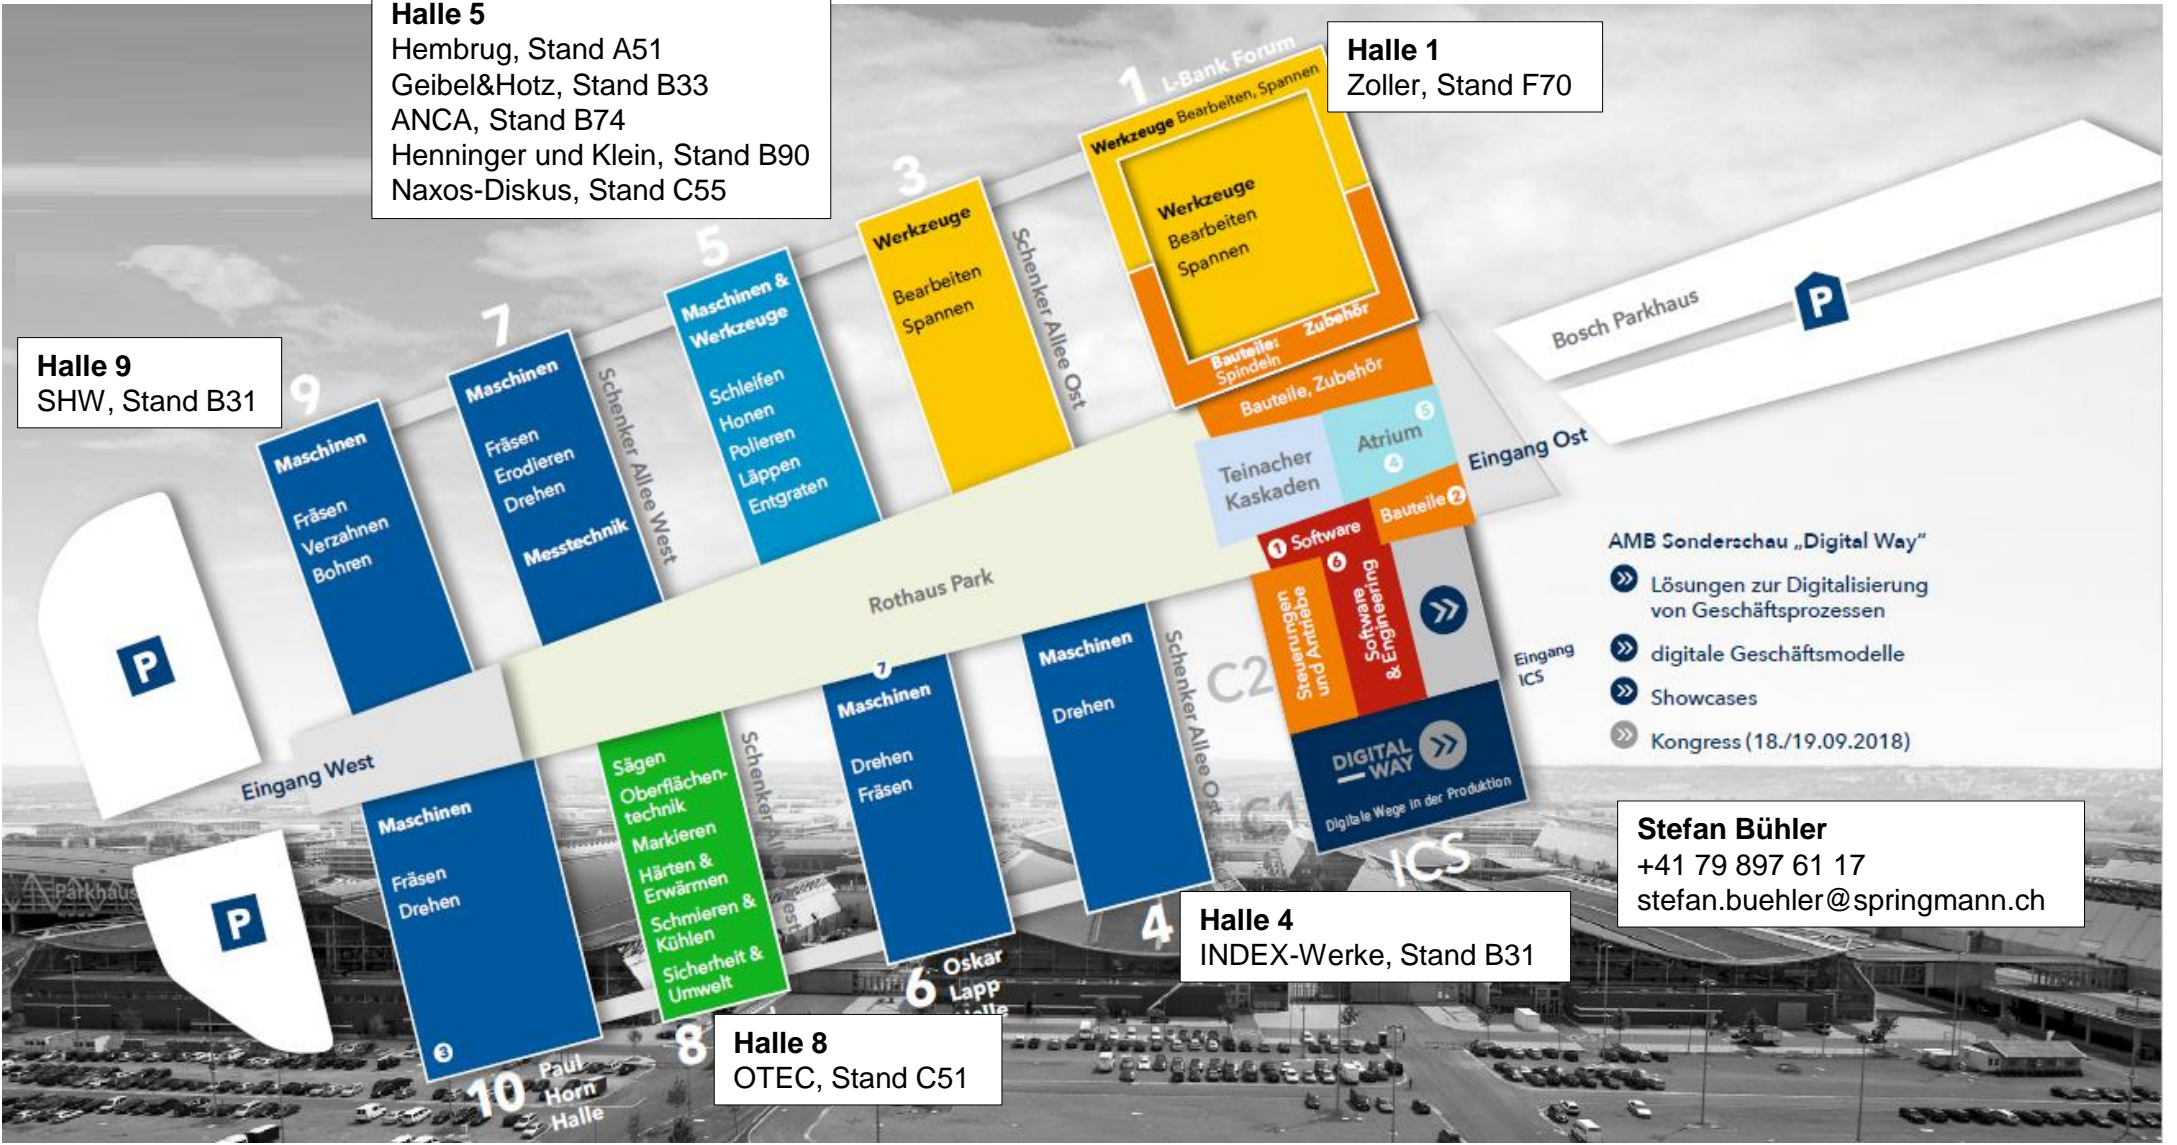 Halle 5
Hembrug, Stand A51
Geibel&Hotz, Stand B33
ANCA, Stand B74
Henninger und Klein, Stand B90
Naxos-Diskus, Stand C55
Halle 1
Zoller, Stand F70
Halle 9
SHW, Stand B31
1 L-Bank Forum
Werkzeuge Bearbeiten, Spannen
Werkzeuge
Bearbeiten
Spannen
Zubehör
Bauteile:
Spindeln
Bauteile, Zubehör
3
Werkzeuge
Bearbeiten
Spannen
Schenker Allee Ost
5
Maschinen &
Werkzeuge
Schleifen
Honen
Polieren
Läppen
Entgraten
7
Maschinen
Fräsen
Erodieren
Drehen
Messtechnik
Schenker Allee West
9
Maschinen
Fräsen
Verzahnen
Bohren
Bosch Parkhaus
P
Atrium
5
4
Teinacher
Kaskaden
Eingang Ost
Bauteile 2
1 Software
6
Steuerungen
und Antriebe
Software
& Engineering
Eingang
ICS
C2
C1
DIGITAL
WAY
Digitale Wege in der Produktion
ICS
AMB Sonderschau „Digital Way“
Lösungen zur Digitalisierung
von Geschäftsprozessen
digitale Geschäftsmodelle
Showcases
Kongress (18./19.09.2018)
Rothaus Park
P
Eingang West
P
Parkhaus
Maschinen
Fräsen
Drehen
3
10 Paul
Horn
Halle
Sägen
Oberflächen-
technik
Markieren
Härten &
Erwärmen
Schmieren &
Kühlen
Sicherheit &
Umwelt
8
Schenker
7
Maschinen
Drehen
Fräsen
6 Oskar
Lapp
Maschinen
Drehen
4
Schenker Allee Ost
Halle 4
INDEX-Werke, Stand B31
Halle 8
OTEC, Stand C51
Stefan Bühler
+41 79 897 61 17
stefan.buehler@springmann.ch